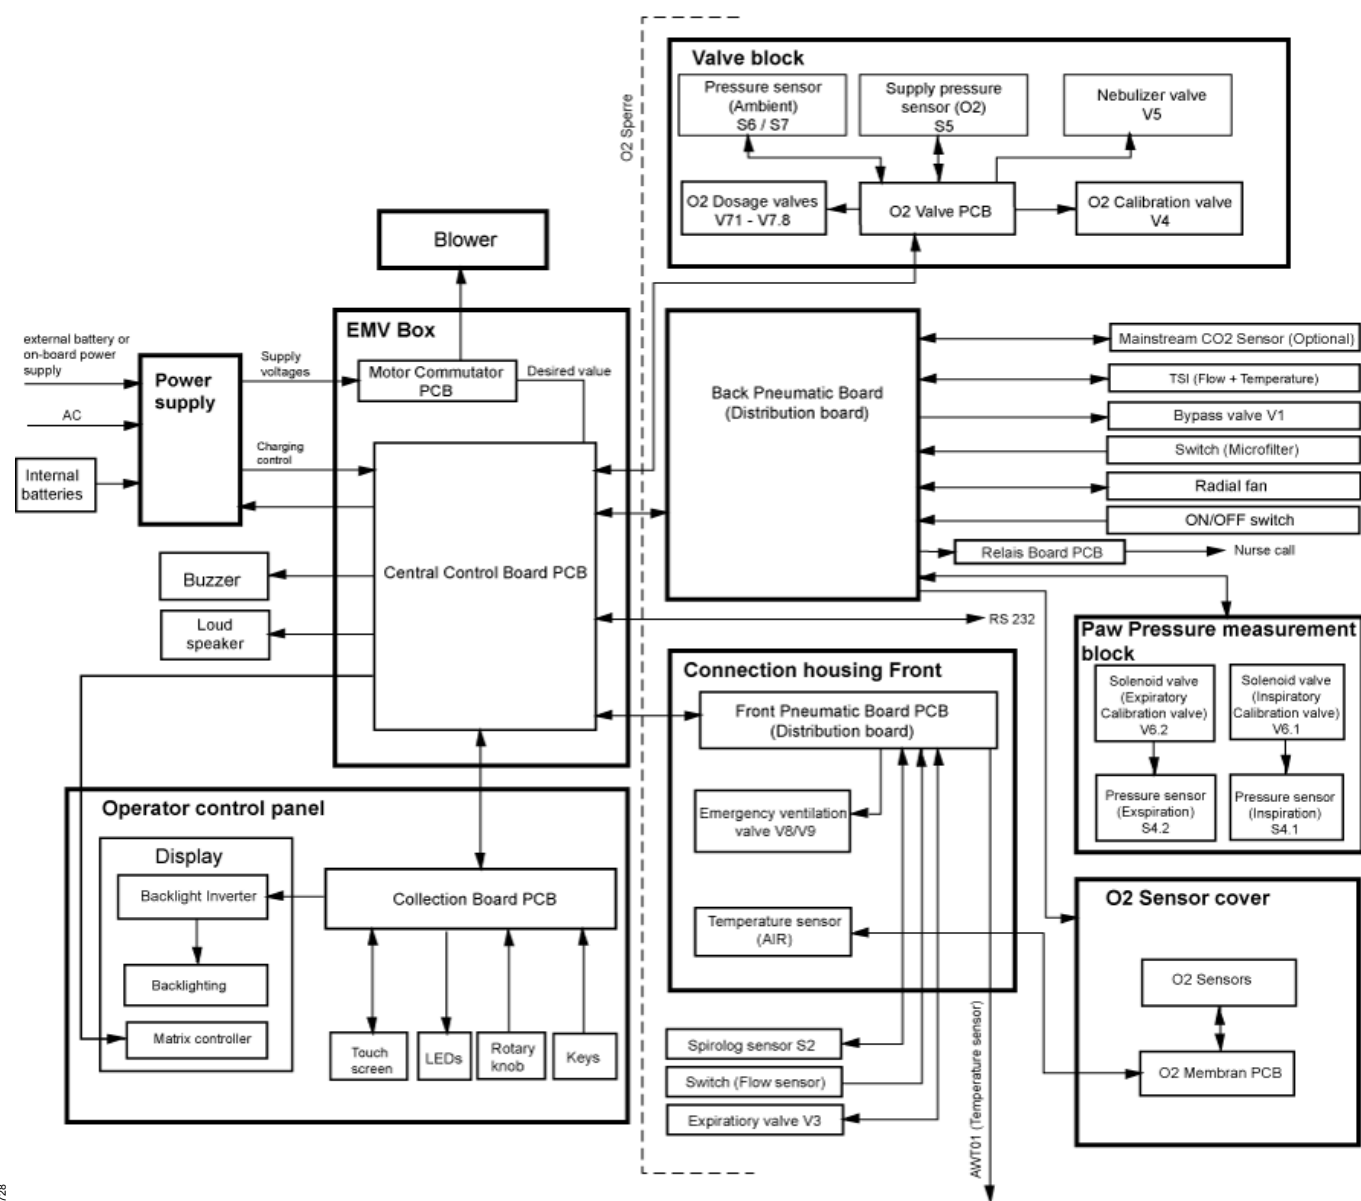 Valve block
Pressure sensor
(Ambient)
S6 / S7
Supply pressure
sensor (O2)
S5
Nebulizer valve
V5
O2 Dosage valves
V71 - V7.8
O2 Valve PCB
O2 Calibration valve
V4
O2 Sperre
Blower
EMV Box
Motor Commutator
PCB
Desired value
external battery or
on-board power
supply
AC
Internal
batteries
Power
supply
Supply
voltages
Charging
control
Central Control Board PCB
Buzzer
Loud
speaker
Back Pneumatic Board
(Distribution board)
Mainstream CO2 Sensor (Optional)
TSI (Flow + Temperature)
Bypass valve V1
Switch (Microfilter)
Radial fan
ON/OFF switch
Relais Board PCB
Nurse call
RS 232
Paw Pressure measurement
block
Solenoid valve
(Expiratory
Calibration valve)
V6.2
Solenoid valve
(Inspiratory
Calibration valve)
V6.1
Pressure sensor
(Exspiration)
S4.2
Pressure sensor
(Inspiration)
S4.1
Connection housing Front
Front Pneumatic Board PCB
(Distribution board)
Emergency ventilation
valve V8/V9
Temperature sensor
(AIR)
Spirolog sensor S2
Switch (Flow sensor)
Expiratiory valve V3
AWT01 (Temperature sensor)
O2 Sensor cover
O2 Sensors
O2 Membran PCB
Operator control panel
Display
Backlight Inverter
Backlighting
Matrix controller
Collection Board PCB
Touch
screen
LEDs
Rotary
knob
Keys
728